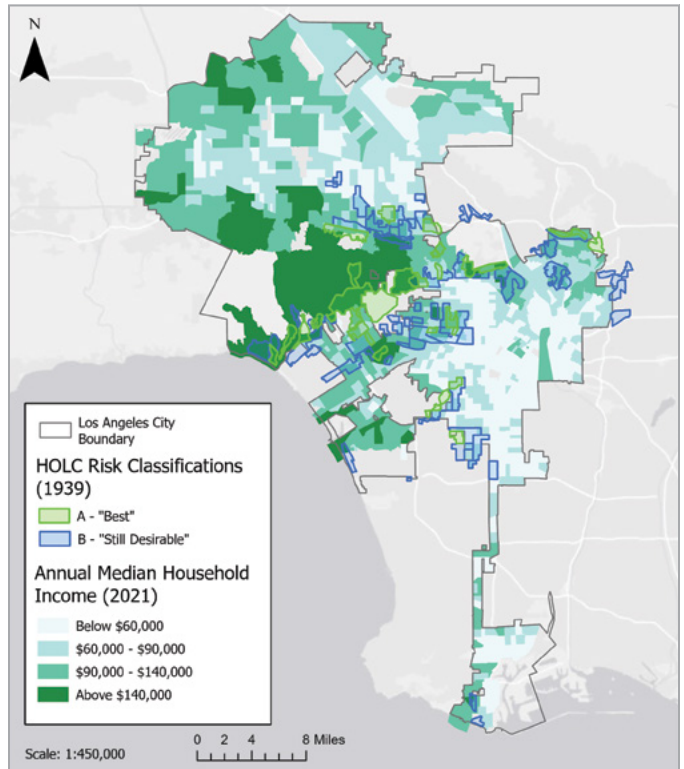 N
Los Angeles City
Boundary
HOLC Risk Classifications
(1939)
A - "Best"
B - "Still Desirable"
Annual Median Household
Income (2021)
Below $60,000
$60,000 - $90,000
$90,000 - $140,000
Above $140,000
Scale: 1:450,000
0 2 4 8 Miles